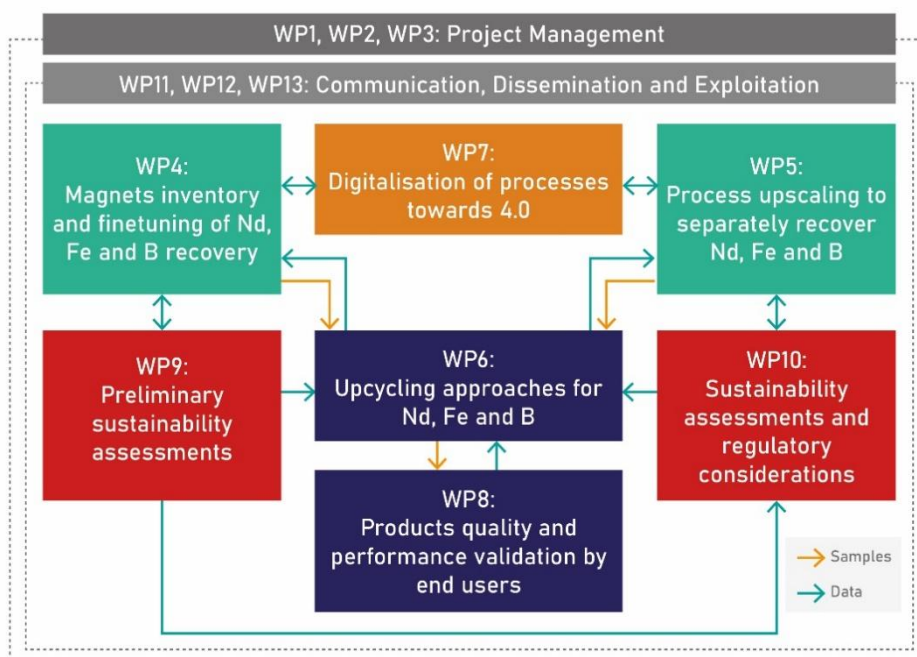 WP1, WP2, WP3: Project Management
WP11, WP12, WP13: Communication, Dissemination and Exploitation
WP4:
Magnets inventory
and finetuning of Nd,
Fe and B recovery
WP7:
Digitalisation of processes
towards 4.0
WP5:
Process upscaling to
separately recover
Nd, Fe and B
WP9:
Preliminary
sustainability
assessments
WP6:
Upcycling approaches for
Nd, Fe and B
WP10:
Sustainability
assessments and
regulatory
considerations
WP8:
Products quality and
performance validation by
end users
Samples
Data